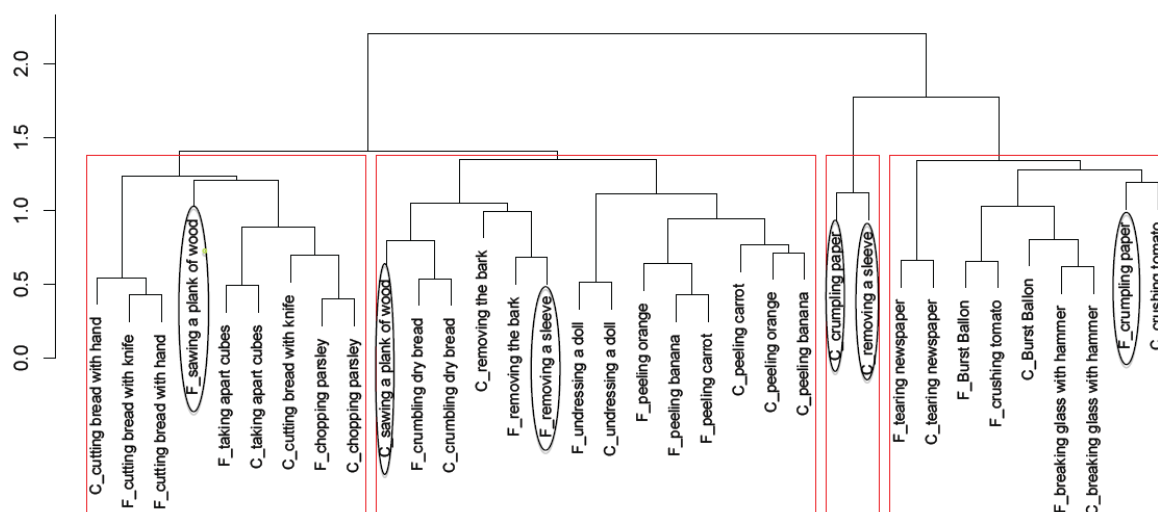 2.0
1.5
1.0
0.5
0.0
C_cutting bread with hand
F_cutting bread with knife
F_cutting bread with hand
F_sawing a plank of wood
F_taking apart cubes
C_taking apart cubes
C_cutting bread with knife
F_chopping parsley
C_chopping parsley
C_sawing a plank of wood
F_crumbling dry bread
C_crumbling dry bread
C_removing the bark
F_removing the bark
F_removing a sleeve
F_undressing a doll
C_undressing a doll
F_peeling orange
F_peeling banana
F_peeling carrot
C_peeling carrot
C_peeling orange
C_peeling banana
C_crumpling paper
C_removing a sleeve
F_tearing newspaper
C_tearing newspaper
F_Burst Ballon
F_crushing tomato
C_Burst Ballon
F_breaking glass with hammer
C_breaking glass with hammer
F_crumpling paper
C_crushing tomato